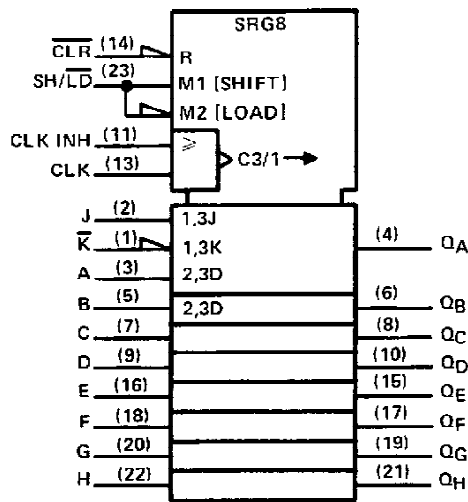 SRG8
C̅L̅R̅ (14) R
SH/L̅D̅ (23) M1 [SHIFT]
M2 [LOAD]
CLK INH (11) ≥
CLK (13) C3/1
J (2) 1,3J
K̅ (1) 1,3K (4) QA
A (3) 2,3D
B (5) 2,3D (6) QB
C (7) (8) QC
D (9) (10) QD
E (16) (15) QE
F (18) (17) QF
G (20) (19) QG
H (22) (21) QH